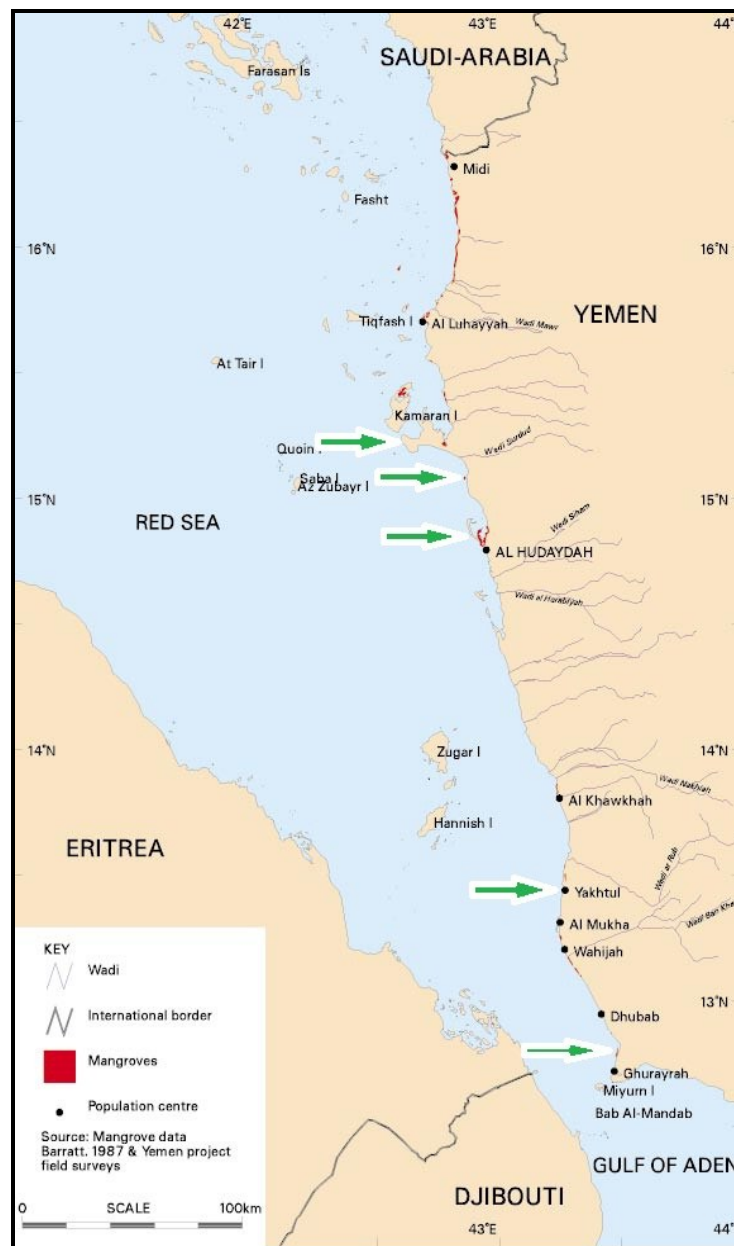 42°E
43°E
44°
SAUDI-ARABIA
Farasan Is
Midi
Fasht
16°N
16°N
YEMEN
Tiqfash I
Al Luhayyah
Wadi Mawr
At Tair I
Kamaran I
Quoin I
Wadi Surdud
Saba I
Az Zubayr I
15°N
15°N
RED SEA
Wadi Siham
AL HUDAYDAH
14°N
14°N
Zugar I
Wadi Nakhlah
Al Khawkhah
Hannish I
ERITREA
Wadi ar Rub
Yakhtul
Al Mukha
Wahijah
KEY
Wadi
International border
Mangroves
Population centre
Source: Mangrove data
Barratt, 1987 & Yemen project
field surveys
0 SCALE 100km
13°N
Dhubab
Ghurayrah
Miyurn I
Bab Al-Mandab
GULF OF ADEN
DJIBOUTI
43°E
44°